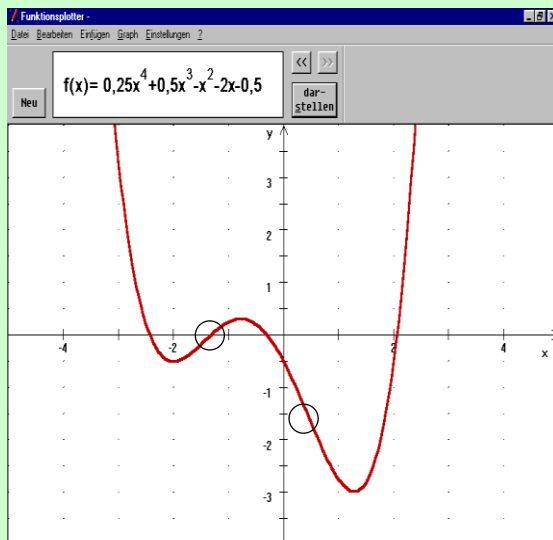 Funktionsplotter -
Datei Bearbeiten Einfügen Graph Einstellungen ?
Neu
f(x)= 0,25x⁴+0,5x³-x²-2x-0,5
<< >>
dar-
stellen
y
3
2
1
-4 -2 2 4
x
-1
-2
-3